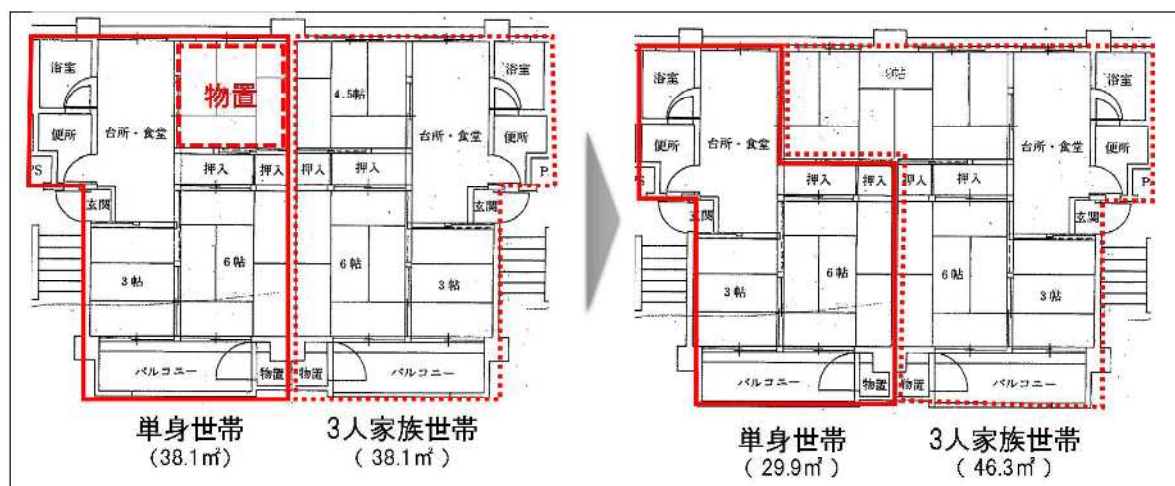 浴室
物置
4.5帖
浴室
便所
台所・食堂
台所・食堂
便所
PS
押入
押入
押入
押入
P
玄関
玄関
3帖
6帖
6帖
3帖
バルコニー
物置
物置
バルコニー
単身世帯
(38.1㎡)
3人家族世帯
( 38.1㎡)
浴室
浴室
便所
台所・食堂
台所・食堂
便所
押入
押入
押入
押入
P
玄関
玄関
3帖
6帖
6帖
3帖
バルコニー
物置
物置
バルコニー
単身世帯
( 29.9㎡ )
3人家族世帯
( 46.3㎡ )